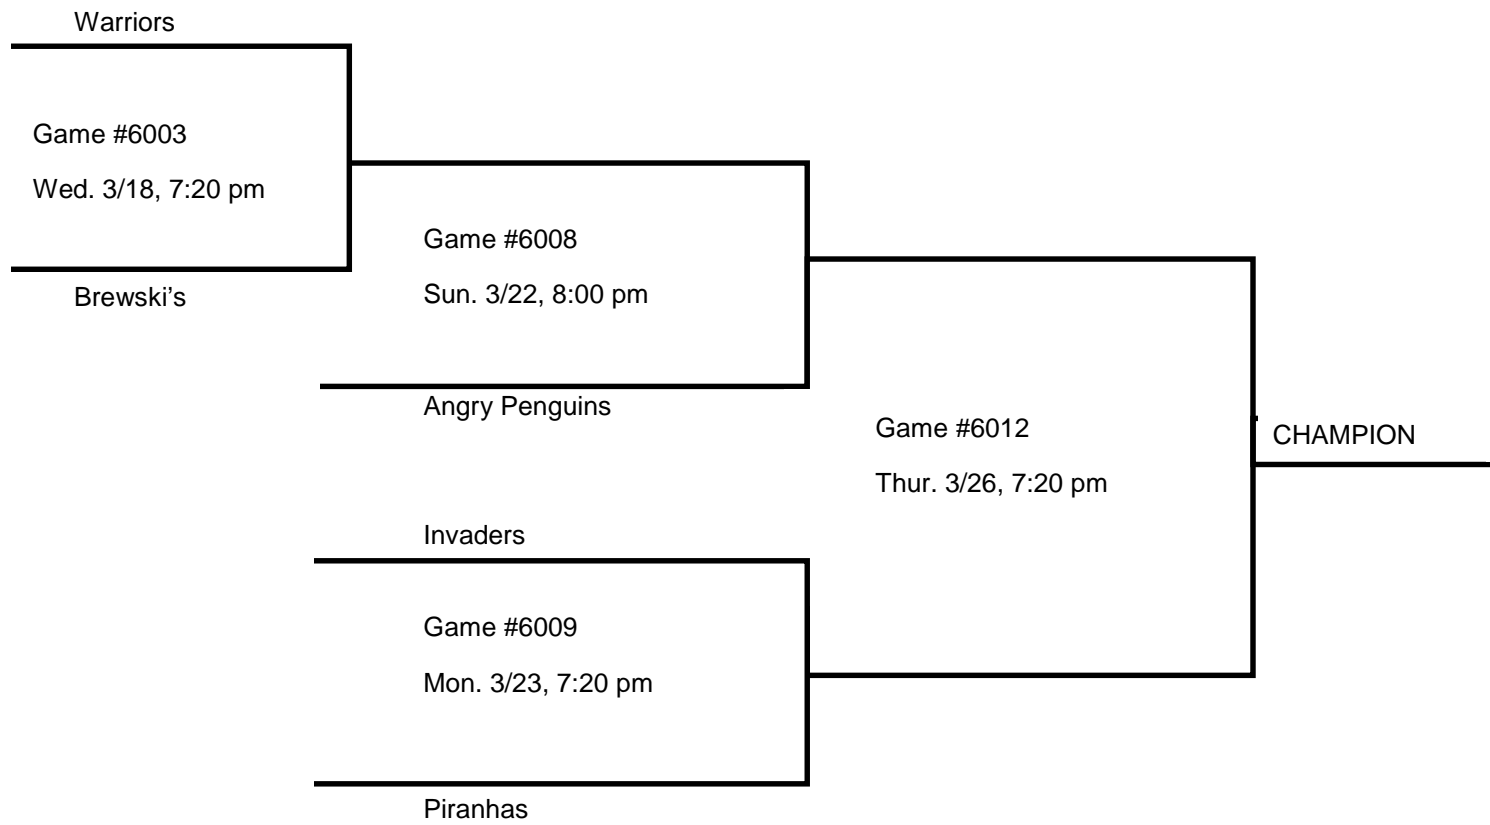 Warriors
Game #6003
Wed. 3/18, 7:20 pm
Brewski’s
Game #6008
Sun. 3/22, 8:00 pm
Angry Penguins
Game #6012
Thur. 3/26, 7:20 pm
CHAMPION
Invaders
Game #6009
Mon. 3/23, 7:20 pm
Piranhas